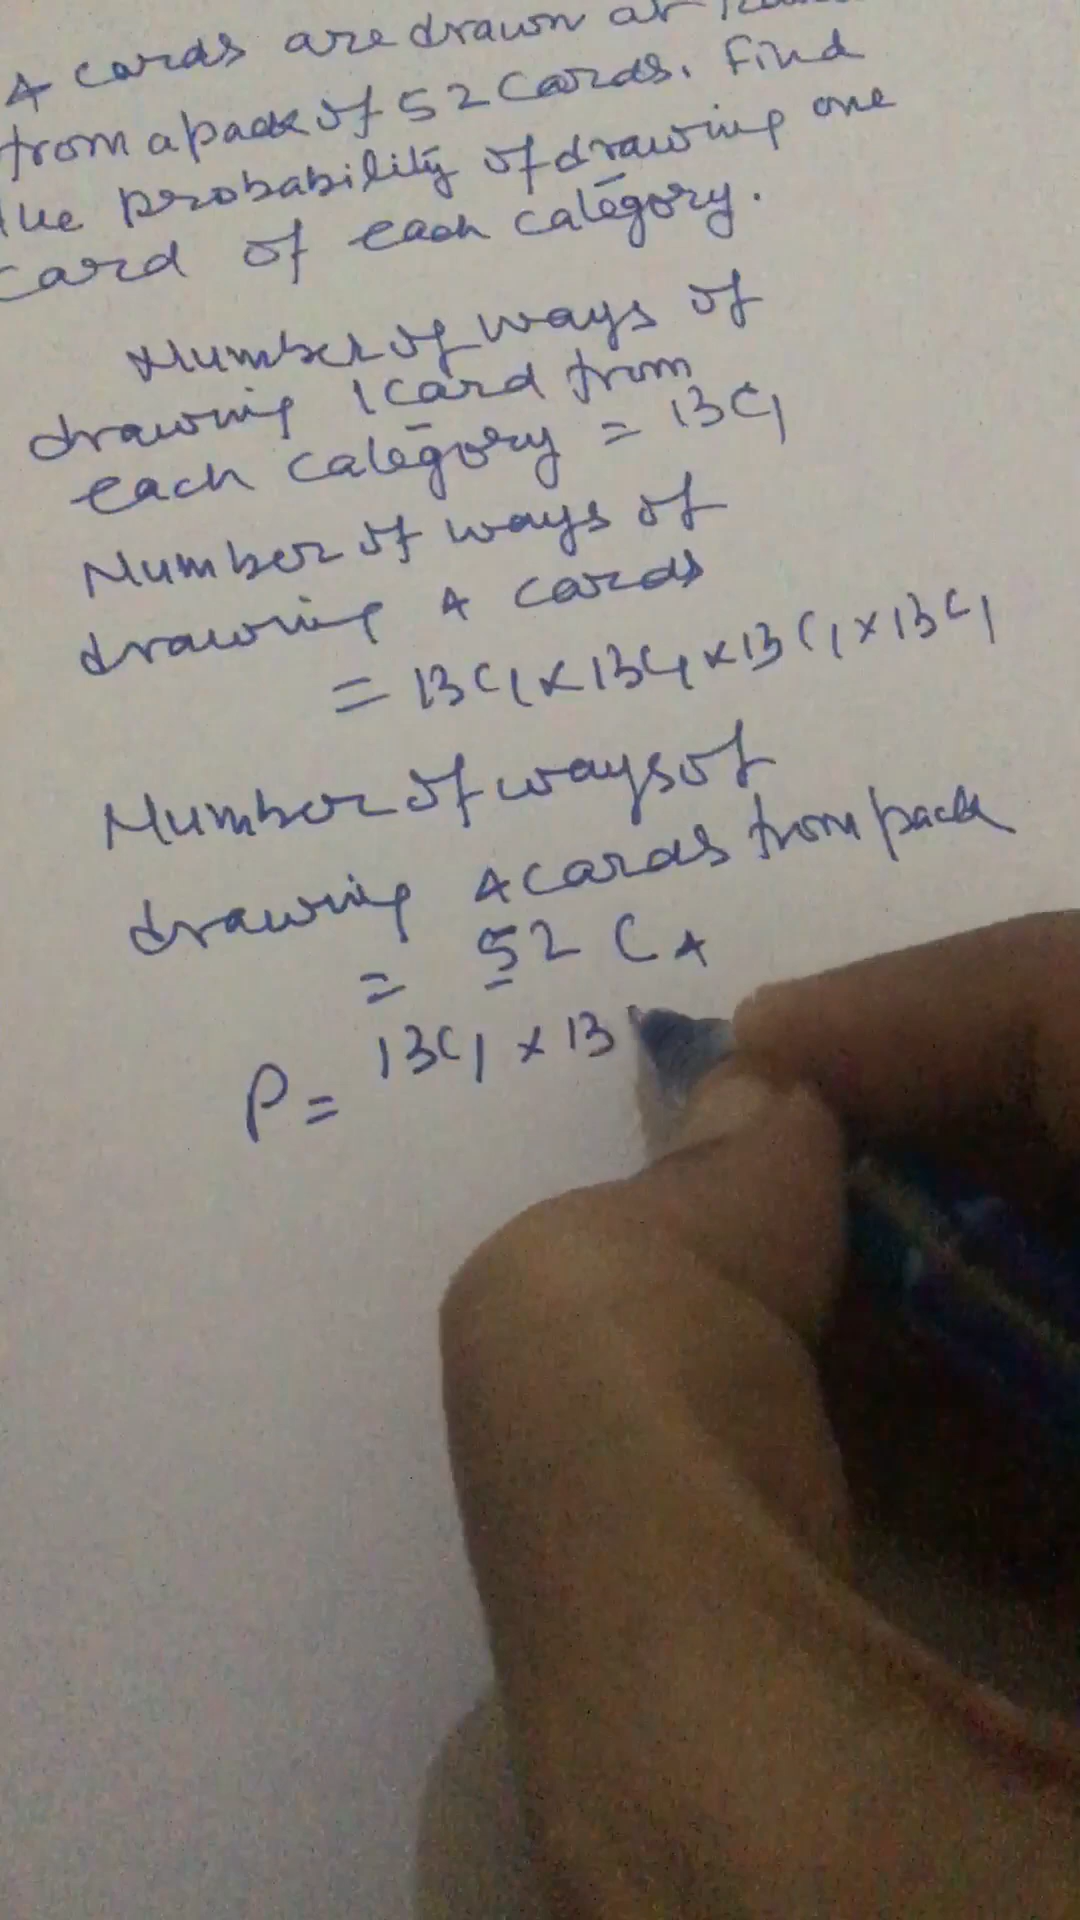 4 cards are drawn at
from a pack of 52 cards. Find
the probability of drawing one
card of each category.
Number of ways of
drawing 1 card from
each category = 13C1
Number of ways of
drawing 4 cards
= 13C1 × 13C1 × 13C1 × 13C1
Number of ways of
drawing 4 cards from pack
= 52 C4
P = 13C1 × 13